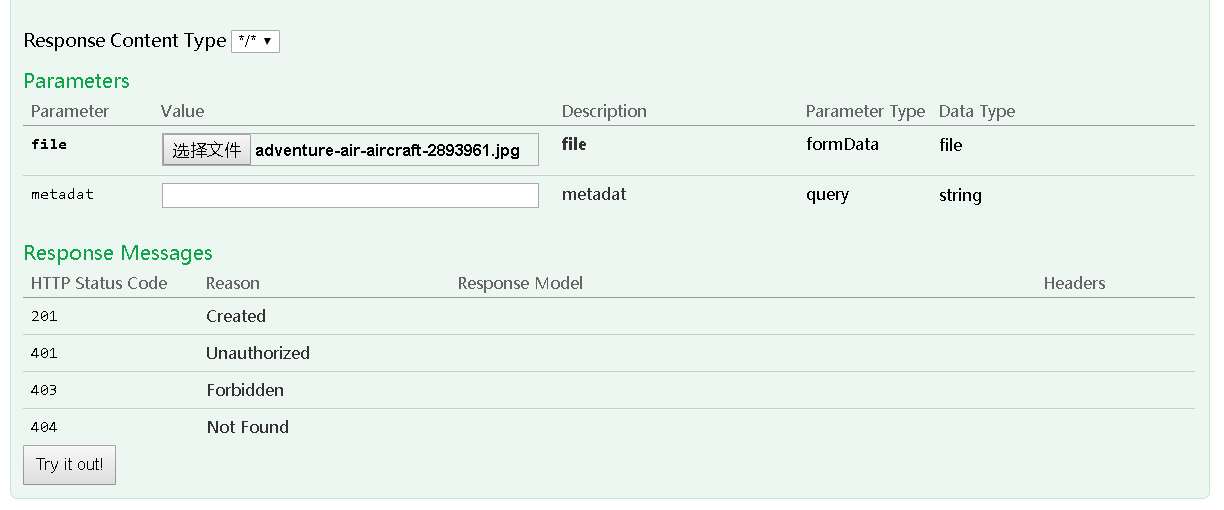 Response Content Type */* ▼
Parameters
Parameter Value Description Parameter Type Data Type
file 选择文件 adventure-air-aircraft-2893961.jpg file formData file
metadat metadat query string
Response Messages
HTTP Status Code Reason Response Model Headers
201 Created
401 Unauthorized
403 Forbidden
404 Not Found
Try it out!